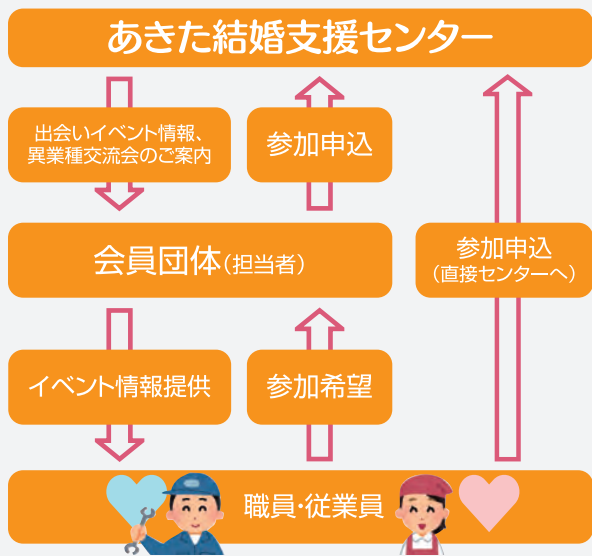 あきた結婚支援センター
出会いイベント情報、
異業種交流会のご案内
参加申込
会員団体(担当者)
参加申込
(直接センターへ)
イベント情報提供
参加希望
職員・従業員